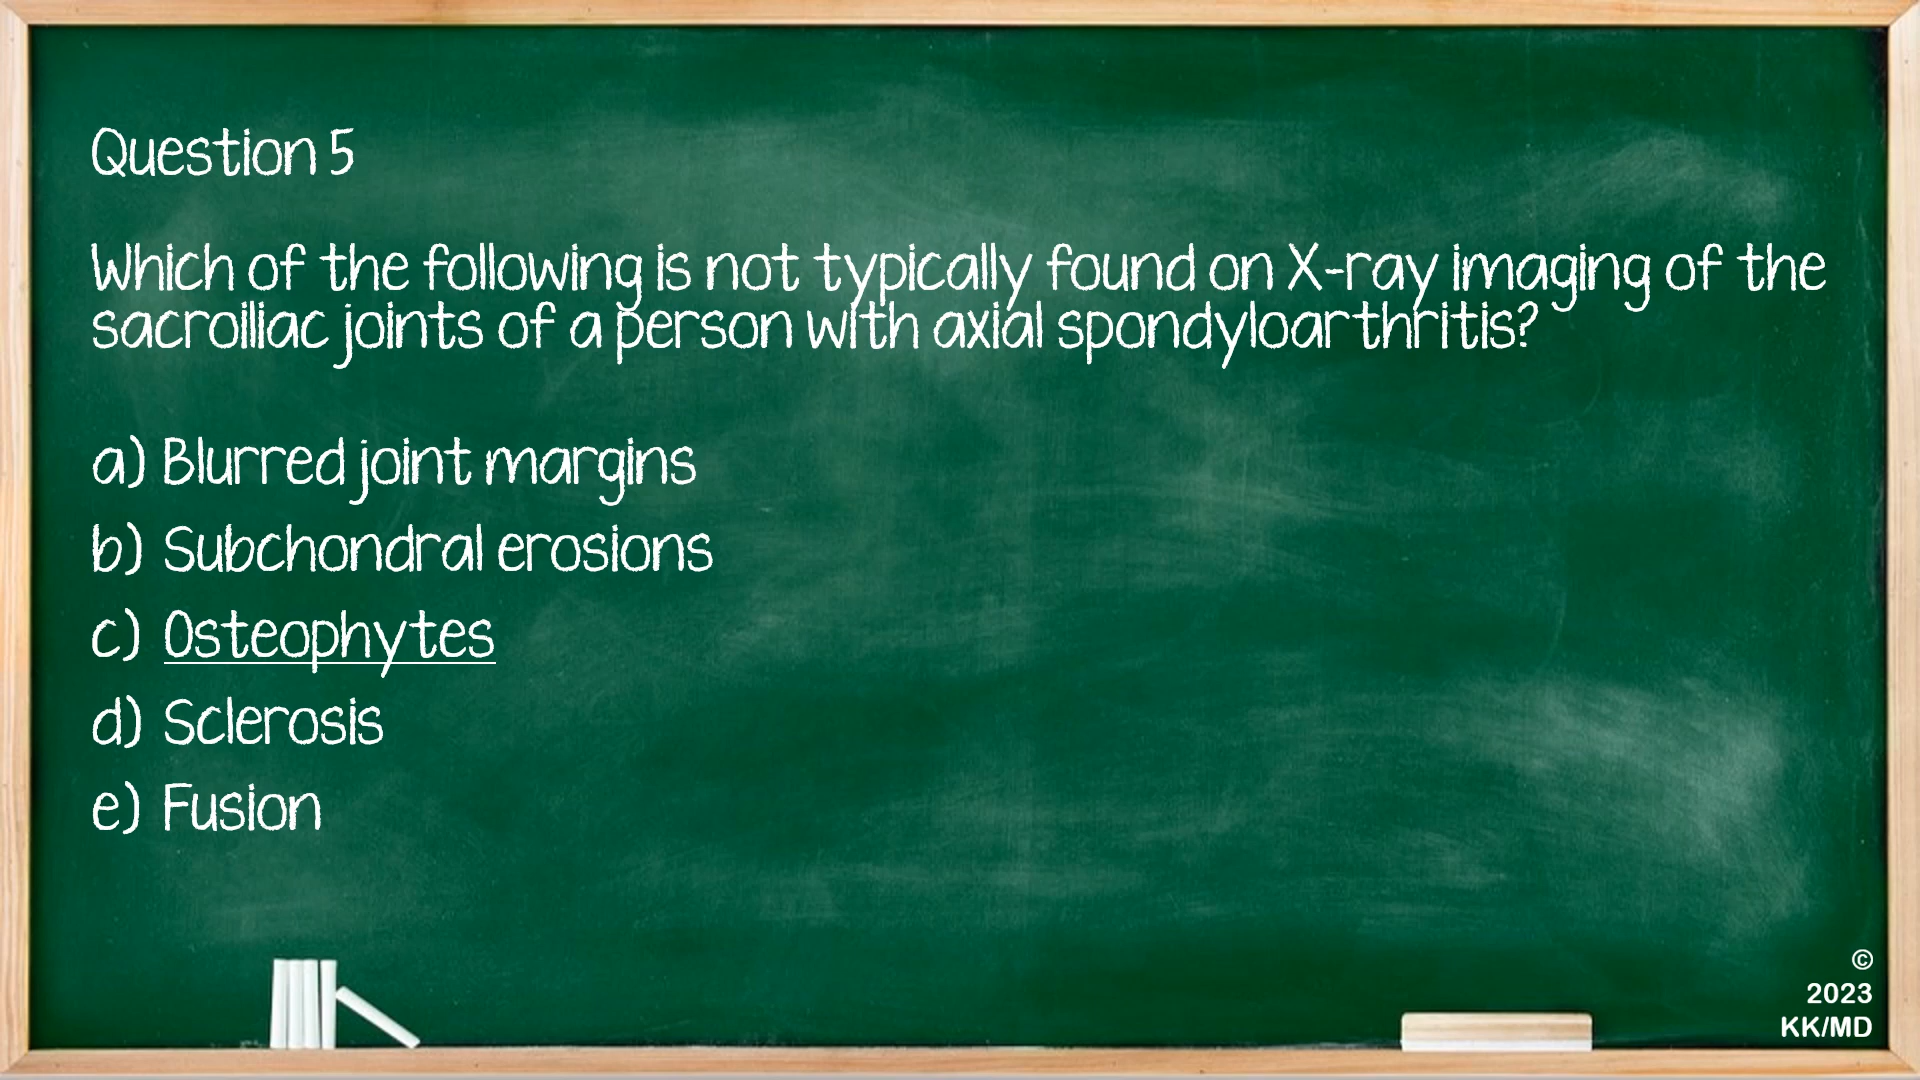 Question 5
Which of the following is not typically found on X-ray imaging of the
sacroiliac joints of a person with axial spondyloarthritis?
a) Blurred joint margins
b) Subchondral erosions
c) Osteophytes
d) Sclerosis
e) Fusion
©
2023
KK/MD